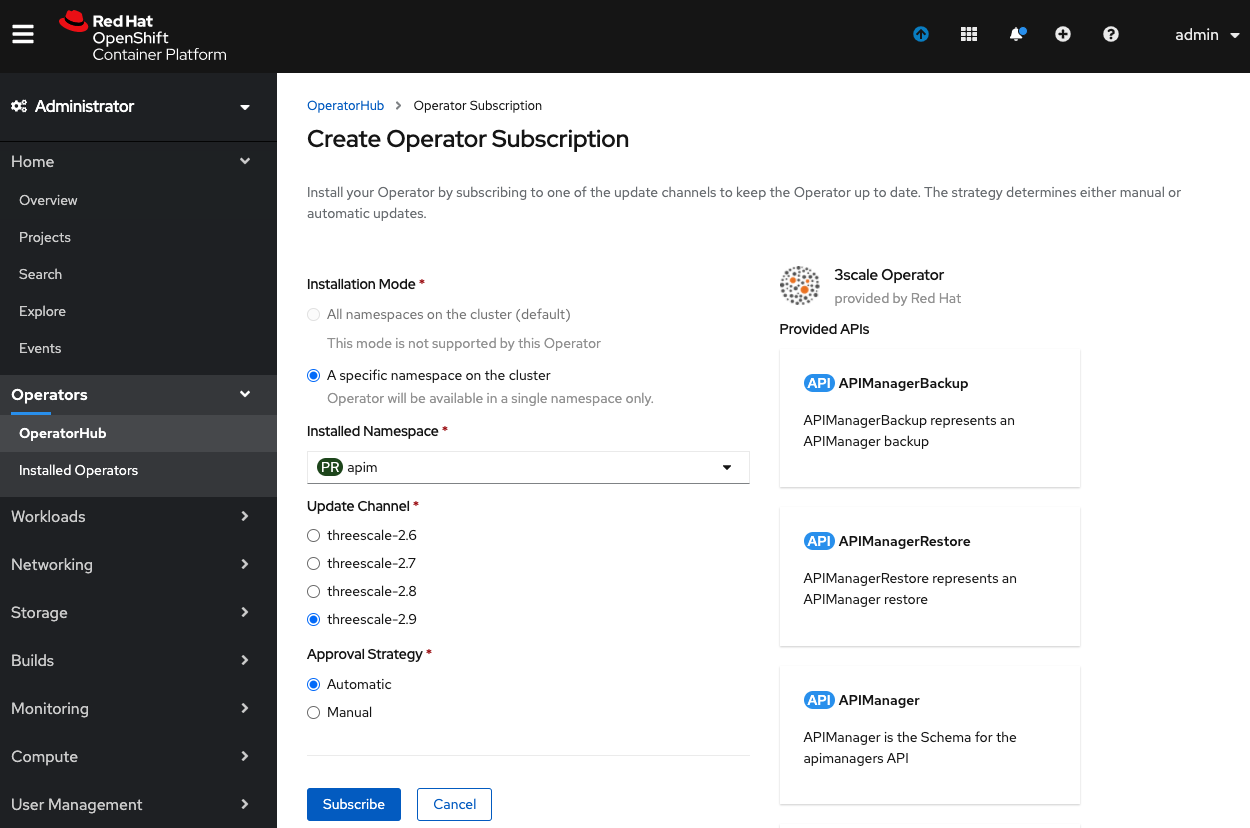 Red Hat
OpenShift
Container Platform
admin
Administrator
Home
Overview
Projects
Search
Explore
Events
Operators
OperatorHub
Installed Operators
Workloads
Networking
Storage
Builds
Monitoring
Compute
User Management
OperatorHub > Operator Subscription
Create Operator Subscription
Install your Operator by subscribing to one of the update channels to keep the Operator up to date. The strategy determines either manual or
automatic updates.
Installation Mode *
All namespaces on the cluster (default)
This mode is not supported by this Operator
A specific namespace on the cluster
Operator will be available in a single namespace only.
Installed Namespace *
PR apim
Update Channel *
threescale-2.6
threescale-2.7
threescale-2.8
threescale-2.9
Approval Strategy *
Automatic
Manual
Subscribe
Cancel
3scale Operator
provided by Red Hat
Provided APIs
API APIManagerBackup
APIManagerBackup represents an
APIManager backup
API APIManagerRestore
APIManagerRestore represents an
APIManager restore
API APIManager
APIManager is the Schema for the
apimanagers API